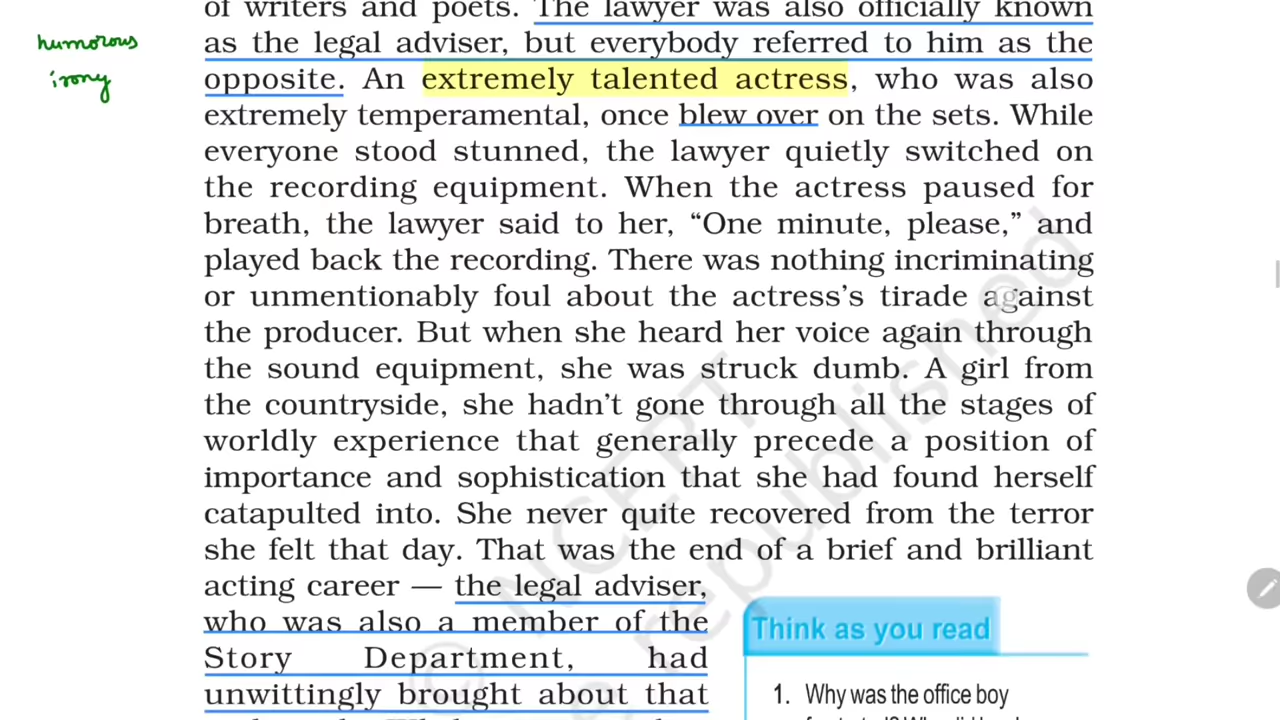 of writers and poets. The lawyer was also officially known
humorous
as the legal adviser, but everybody referred to him as the
irony
opposite. An extremely talented actress, who was also
extremely temperamental, once blew over on the sets. While
everyone stood stunned, the lawyer quietly switched on
the recording equipment. When the actress paused for
breath, the lawyer said to her, “One minute, please,” and
played back the recording. There was nothing incriminating
or unmentionably foul about the actress’s tirade against
the producer. But when she heard her voice again through
the sound equipment, she was struck dumb. A girl from
the countryside, she hadn’t gone through all the stages of
worldly experience that generally precede a position of
importance and sophistication that she had found herself
catapulted into. She never quite recovered from the terror
she felt that day. That was the end of a brief and brilliant
acting career — the legal adviser,
who was also a member of the
Story Department, had
unwittingly brought about that
Think as you read
1. Why was the office boy
© NCERT
republished